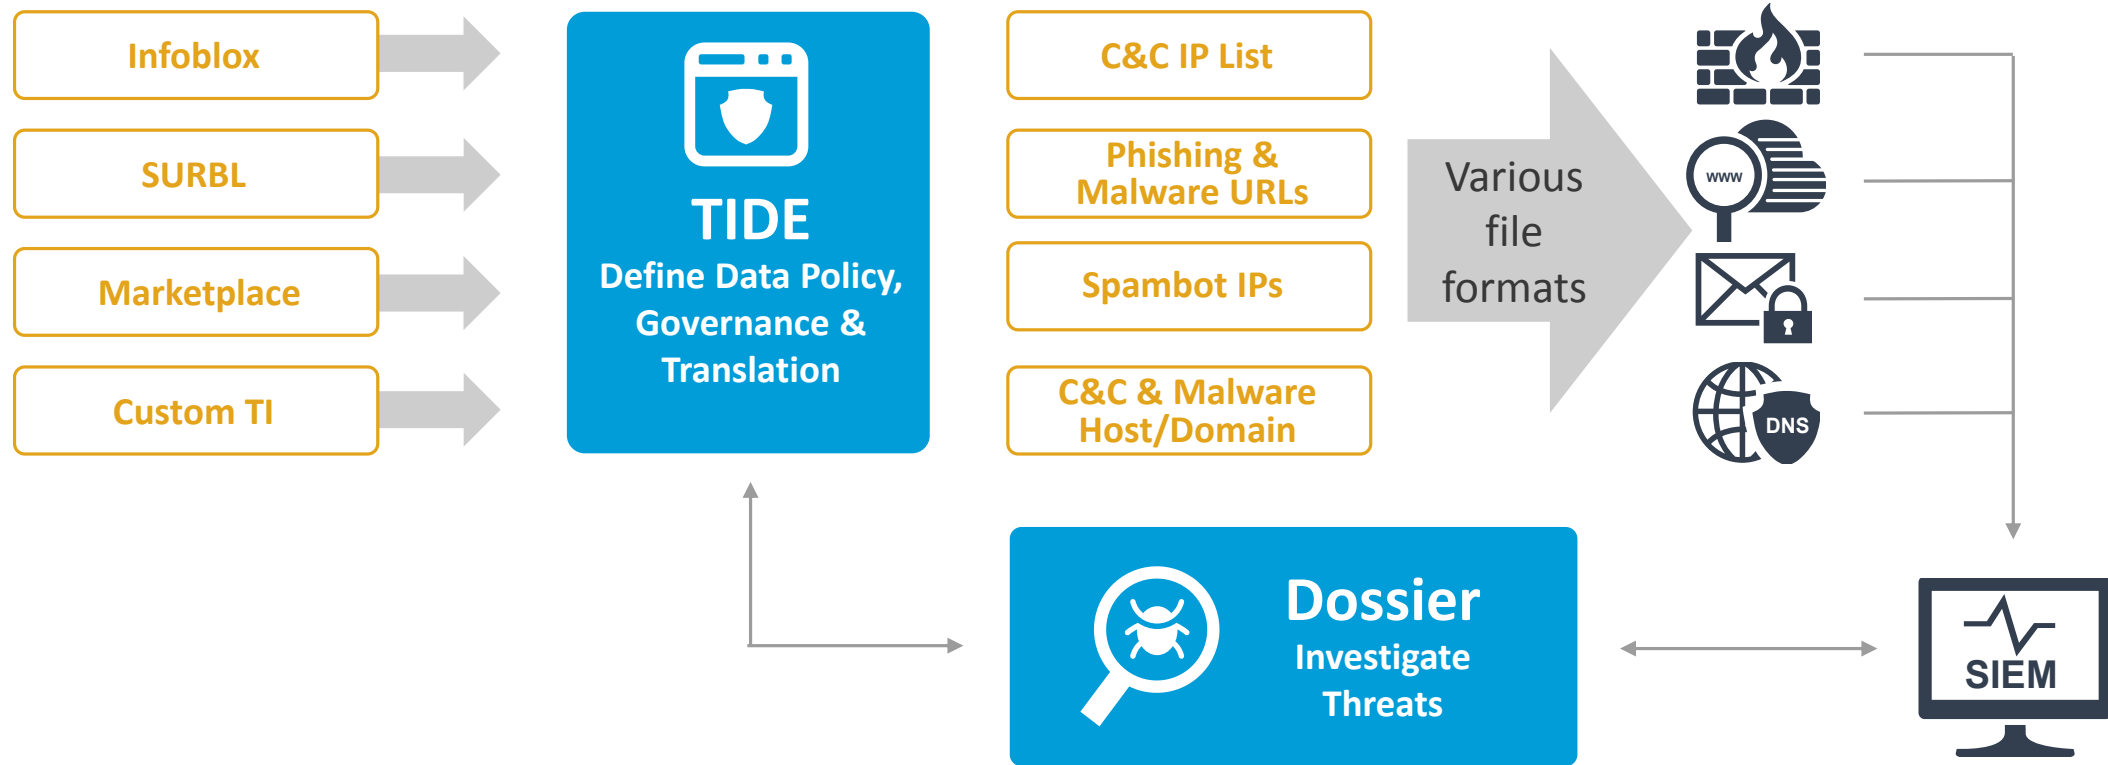 Infoblox
SURBL
Marketplace
Custom TI
TIDE
Define Data Policy,
Governance &
Translation
C&C IP List
Phishing &
Malware URLs
Spambot IPs
C&C & Malware
Host/Domain
Various
file
formats
www
DNS
Dossier
Investigate
Threats
SIEM